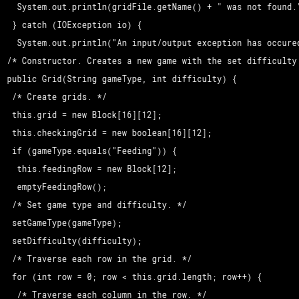 System.out.println(gridFile.getName() + " was not found."
} catch (IOException io) {
System.out.println("An input/output exception has occured
/* Constructor. Creates a new game with the set difficulty
public Grid(String gameType, int difficulty) {
/* Create grids. */
this.grid = new Block[16][12];
this.checkingGrid = new boolean[16][12];
if (gameType.equals("Feeding")) {
this.feedingRow = new Block[12];
emptyFeedingRow();
/* Set game type and difficulty. */
setGameType(gameType);
setDifficulty(difficulty);
/* Traverse each row in the grid. */
for (int row = 0; row < this.grid.length; row++) {
/* Traverse each column in the row. */